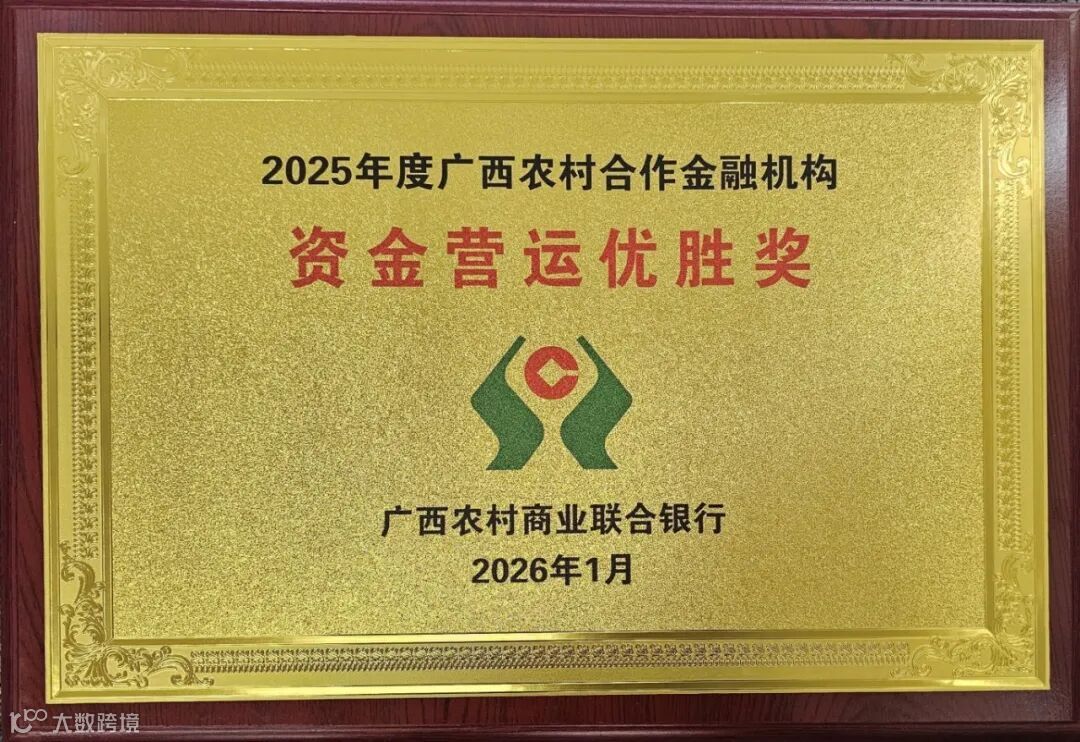 2025年度广西农村合作金融机构
资金营运优胜奖
广西农村商业联合银行
2026年1月
大数跨境